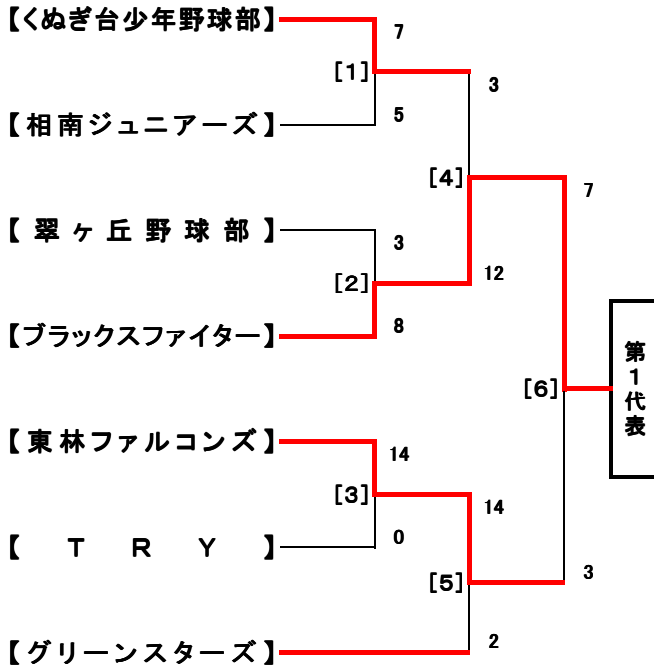 【くぬぎ台少年野球部】
7
[1]
3
【相南ジュニアーズ】
5
[4]
7
【翠ヶ丘野球部】
3
[2]
12
【ブラックスファイター】
8
第1代表
[6]
【東林ファルコンズ】
14
[3]
14
【TRY】
0
[5]
3
【グリーンスターズ】
2